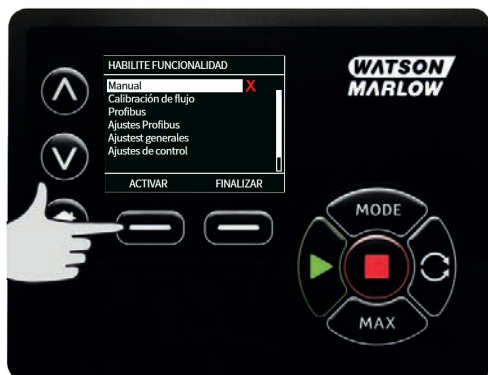 HABILITE FUNCIONALIDAD
Manual X
Calibración de flujo
Profibus
Ajustes Profibus
Ajustest generales
Ajustes de control
ACTIVAR FINALIZAR
WATSON
MARLOW
MODE
MAX